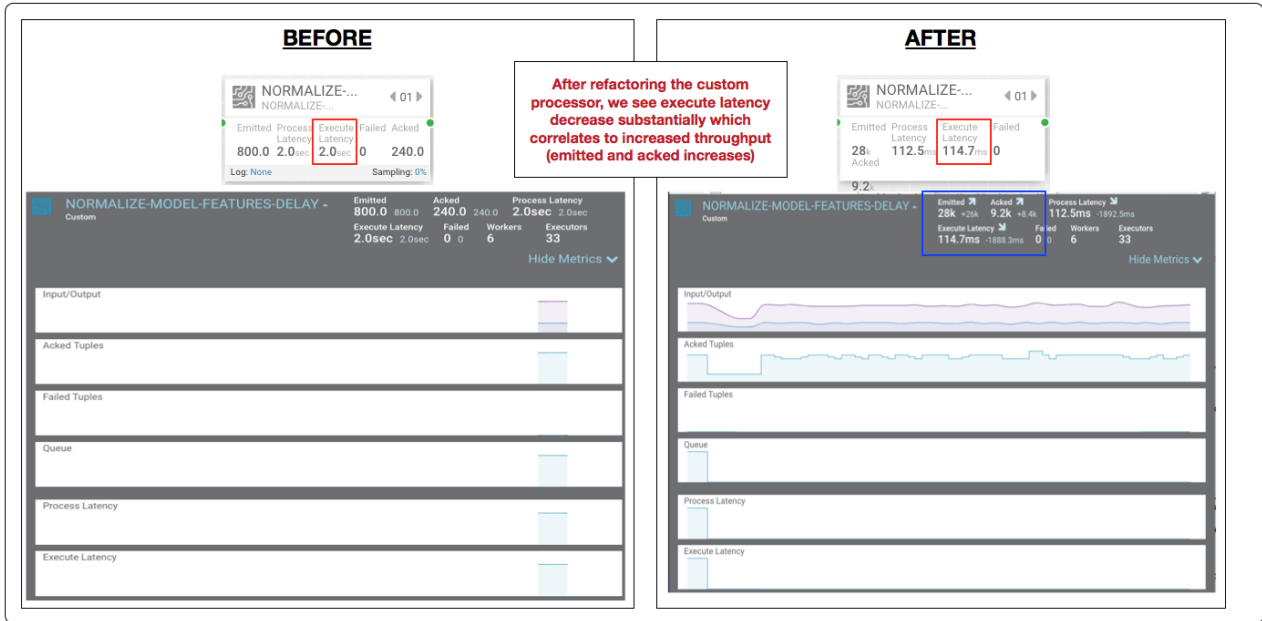 BEFORE
NORMALIZE-...
NORMALIZE-...
01
Emitted Process Latency Execute Latency Failed Acked
800.0 2.0sec 2.0sec 0 240.0
Log: None Sampling: 0%
NORMALIZE-MODEL-FEATURES-DELAY -
Custom
Emitted Acked Process Latency
800.0 800.0 240.0 240.0 2.0sec 2.0sec
Execute Latency Failed Workers Executors
2.0sec 2.0sec 0 0 6 33
Hide Metrics
Input/Output
Acked Tuples
Failed Tuples
Queue
Process Latency
Execute Latency
After refactoring the custom
processor, we see execute latency
decrease substantially which
correlates to increased throughput
(emitted and acked increases)
AFTER
NORMALIZE-...
NORMALIZE-...
01
Emitted Process Latency Execute Latency Failed
28k 112.5ms 114.7ms 0
Acked
9.2k
NORMALIZE-MODEL-FEATURES-DELAY -
Custom
Emitted Acked Process Latency
28k +26k 9.2k +8.4k 112.5ms -1892.5ms
Execute Latency Failed Workers Executors
114.7ms -1888.3ms 0 0 6 33
Hide Metrics
Input/Output
Acked Tuples
Failed Tuples
Queue
Process Latency
Execute Latency